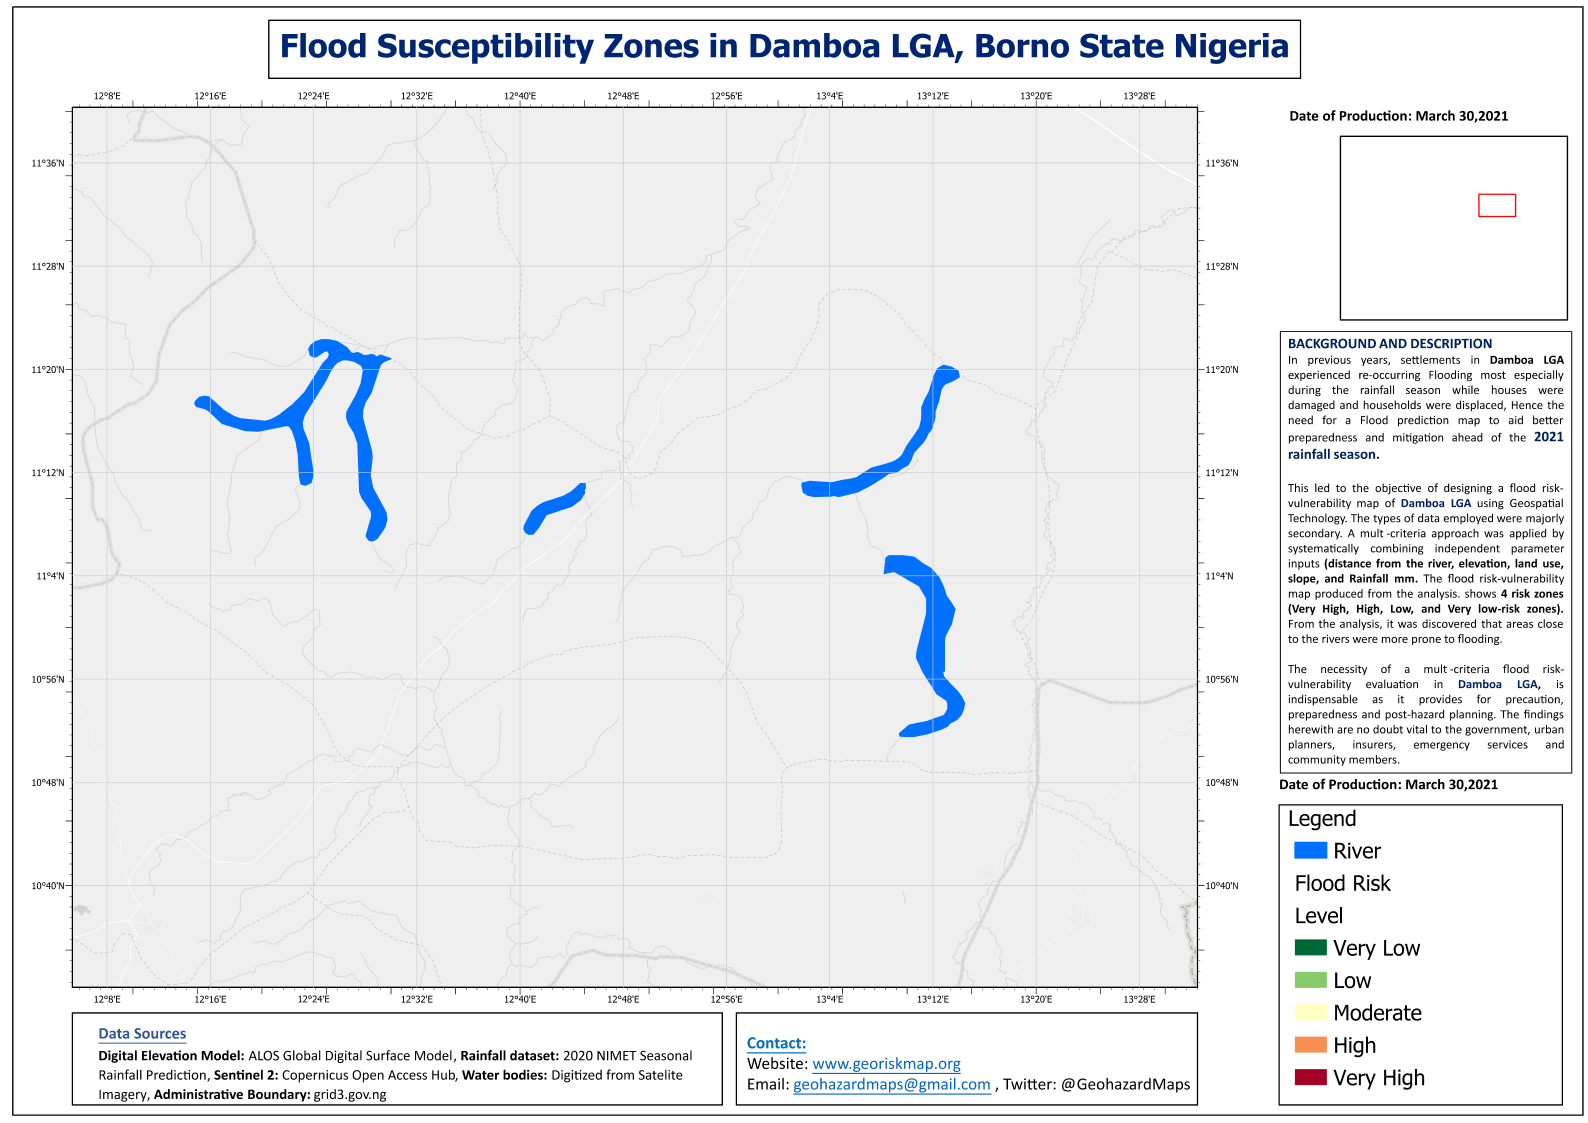 Flood Susceptibility Zones in Damboa LGA, Borno State Nigeria
12°8'E 12°16'E 12°24'E 12°32'E 12°40'E 12°48'E 12°56'E 13°4'E 13°12'E 13°20'E 13°28'E
11°36'N 11°36'N
11°28'N 11°28'N
11°20'N 11°20'N
11°12'N 11°12'N
11°4'N 11°4'N
10°56'N 10°56'N
10°48'N 10°48'N
10°40'N 10°40'N
12°8'E 12°16'E 12°24'E 12°32'E 12°40'E 12°48'E 12°56'E 13°4'E 13°12'E 13°20'E 13°28'E
Date of Production: March 30,2021
BACKGROUND AND DESCRIPTION
In previous years, settlements in Damboa LGA
experienced re-occurring Flooding most especially
during the rainfall season while houses were
damaged and households were displaced, Hence the
need for a Flood prediction map to aid better
preparedness and mitigation ahead of the 2021
rainfall season.
This led to the objective of designing a flood risk-
vulnerability map of Damboa LGA using Geospatial
Technology. The types of data employed were majorly
secondary. A mult -criteria approach was applied by
systematically combining independent parameter
inputs (distance from the river, elevation, land use,
slope, and Rainfall mm. The flood risk-vulnerability
map produced from the analysis. shows 4 risk zones
(Very High, High, Low, and Very low-risk zones).
From the analysis, it was discovered that areas close
to the rivers were more prone to flooding.
The necessity of a mult -criteria flood risk-
vulnerability evaluation in Damboa LGA, is
indispensable as it provides for precaution,
preparedness and post-hazard planning. The findings
herewith are no doubt vital to the government, urban
planners, insurers, emergency services and
community members.
Date of Production: March 30,2021
Legend
River
Flood Risk
Level
Very Low
Low
Moderate
High
Very High
Data Sources
Digital Elevation Model: ALOS Global Digital Surface Model, Rainfall dataset: 2020 NIMET Seasonal
Rainfall Prediction, Sentinel 2: Copernicus Open Access Hub, Water bodies: Digitized from Satelite
Imagery, Administrative Boundary: grid3.gov.ng
Contact:
Website: www.georiskmap.org
Email: geohazardmaps@gmail.com , Twitter: @GeohazardMaps